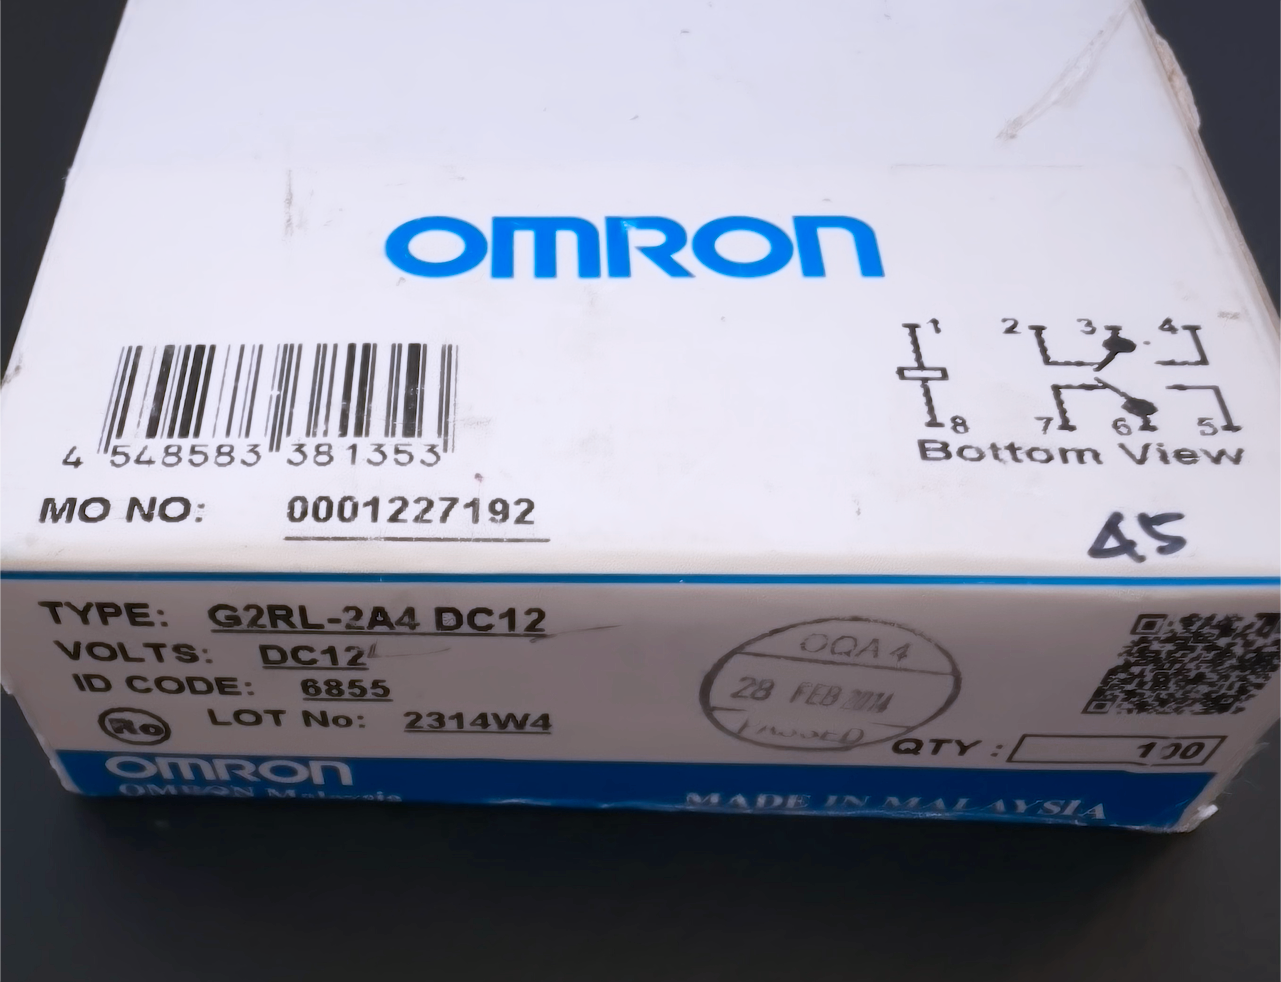 OMRON
1 2 3 4
8 7 6 5
Bottom View
4 548583 381353
MO NO: 0001227192
45
TYPE: G2RL-2A4 DC12
VOLTS: DC12
ID CODE: 6855
LOT No: 2314W4
OQA 4
28 FEB 2014
PASSED
QTY : 100
OMRON
OMRON Malaysia
MADE IN MALAYSIA